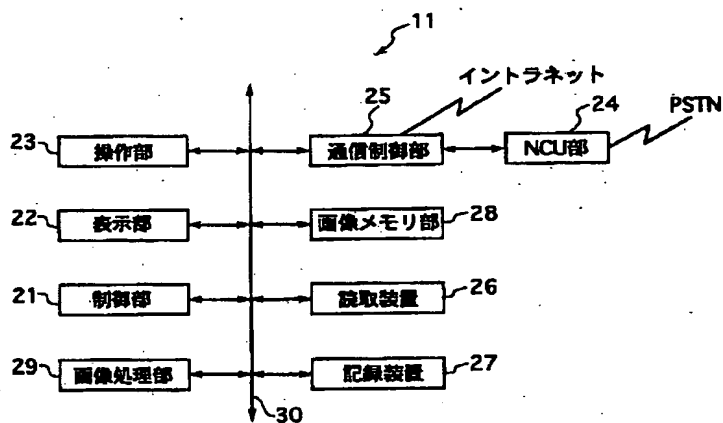 11
イントラネット
25
24
PSTN
23
操作部
通信制御部
NCU部
22
表示部
画像メモリ部
28
21
制御部
読取装置
26
29
画像処理部
記録装置
27
30